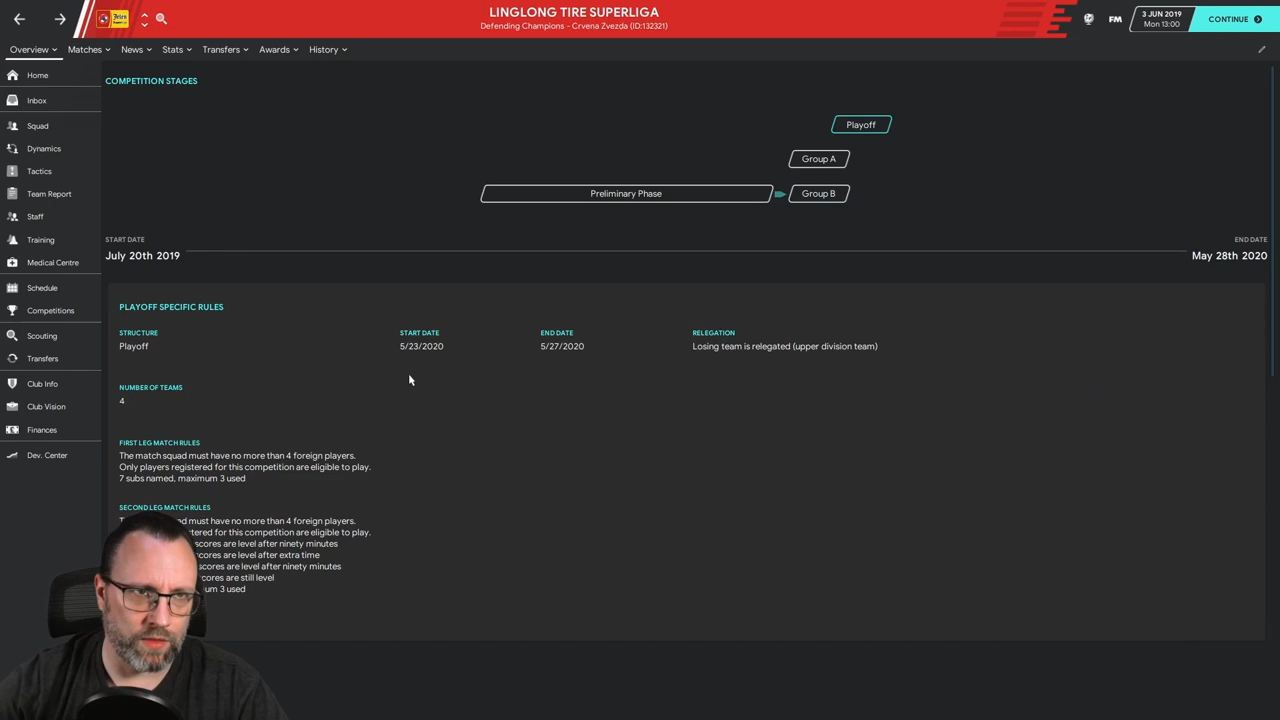 LINGLONG TIRE SUPERLIGA
Defending Champions - Crvena Zvezda (ID:132321)
FM
3 JUN 2019
Mon 13:00
CONTINUE
Overview
Matches
News
Stats
Transfers
Awards
History
Home
Inbox
Squad
Dynamics
Tactics
Team Report
Staff
Training
Medical Centre
Schedule
Competitions
Scouting
Transfers
Club Info
Club Vision
Finances
Dev. Center
COMPETITION STAGES
Playoff
Group A
Preliminary Phase
Group B
START DATE
July 20th 2019
END DATE
May 28th 2020
PLAYOFF SPECIFIC RULES
STRUCTURE
Playoff
START DATE
5/23/2020
END DATE
5/27/2020
RELEGATION
Losing team is relegated (upper division team)
NUMBER OF TEAMS
4
FIRST LEG MATCH RULES
The match squad must have no more than 4 foreign players.
Only players registered for this competition are eligible to play.
7 subs named, maximum 3 used
SECOND LEG MATCH RULES
squad must have no more than 4 foreign players.
registered for this competition are eligible to play.
scores are level after ninety minutes
scores are level after extra time
scores are level after ninety minutes
scores are still level
3 used